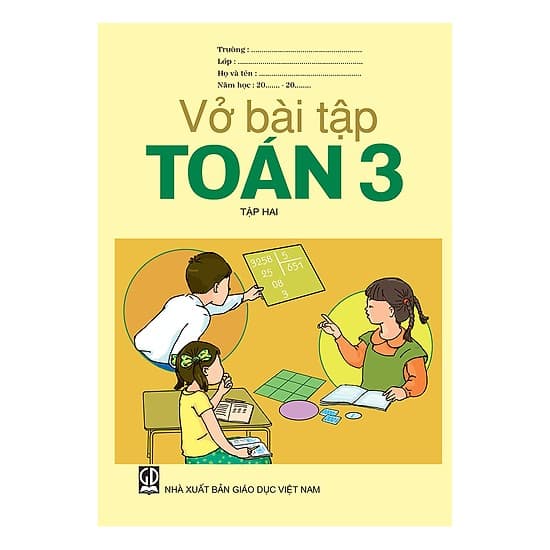 Trường : ........................................................
Lớp : ...............................................................
Họ và tên : ....................................................
Năm học : 20....... - 20........
Vở bài tập
TOÁN 3
TẬP HAI
3258 5
25 651
08
3
GD
NHÀ XUẤT BẢN GIÁO DỤC VIỆT NAM